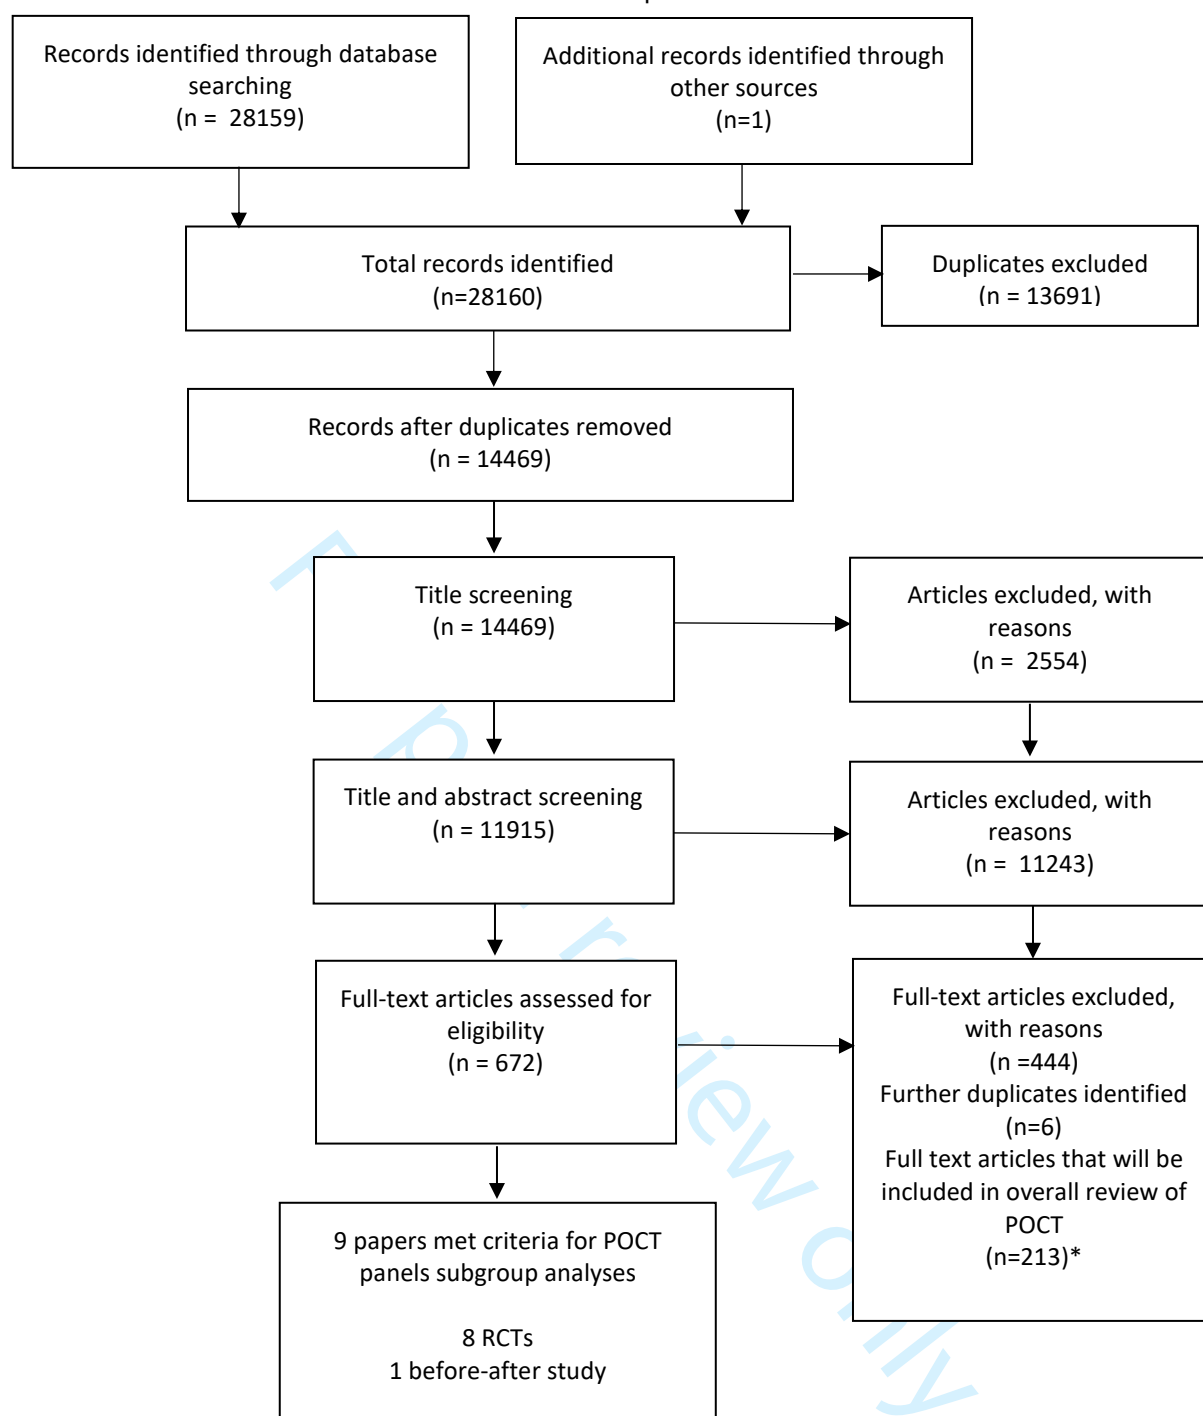 Records identified through database
searching
(n =  28159)
Additional records identified through
other sources
(n=1)
Total records identified
(n=28160)
Duplicates excluded
(n = 13691)
Records after duplicates removed
(n = 14469)
Title screening
(n = 14469)
Articles excluded, with
reasons
(n =  2554)
Title and abstract screening
(n = 11915)
Articles excluded, with
reasons
(n =  11243)
Full-text articles assessed for
eligibility
(n = 672)
Full-text articles excluded,
with reasons
(n =444)
Further duplicates identified
(n=6)
Full text articles that will be
included in overall review of
POCT
(n=213)*
9 papers met criteria for POCT
panels subgroup analyses
8 RCTs
1 before-after study